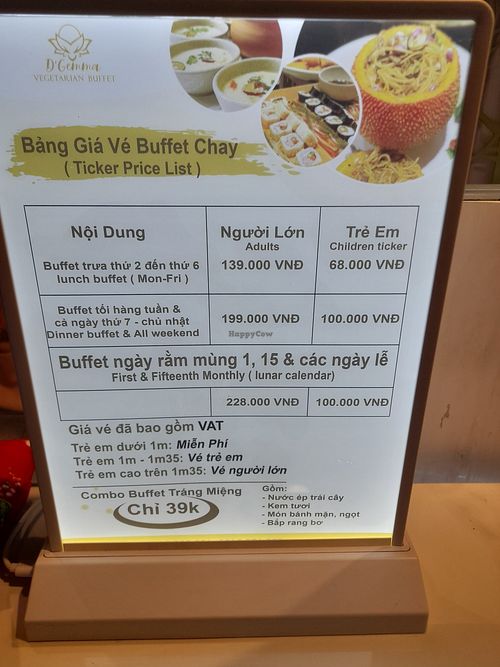 D'Gemma
VEGETARIAN BUFFET
Bảng Giá Vé Buffet Chay
( Ticker Price List )
Nội Dung Người Lớn Trẻ Em
Adults Children ticker
Buffet trưa thứ 2 đến thứ 6 139.000 VNĐ 68.000 VNĐ
lunch buffet ( Mon-Fri )
Buffet tối hàng tuần &
cả ngày thứ 7 - chủ nhật 199.000 VNĐ 100.000 VNĐ
Dinner buffet & All weekend
HappyCow
Buffet ngày rằm mùng 1, 15 & các ngày lễ
First & Fifteenth Monthly ( lunar calendar)
228.000 VNĐ 100.000 VNĐ
Giá vé đã bao gồm VAT
Trẻ em dưới 1m: Miễn Phí
Trẻ em 1m - 1m35: Vé trẻ em
Trẻ em cao trên 1m35: Vé người lớn
Combo Buffet Tráng Miệng
Chỉ 39k
Gồm:
- Nước ép trái cây
- Kem tươi
- Món bánh mặn, ngọt
- Bắp rang bơ